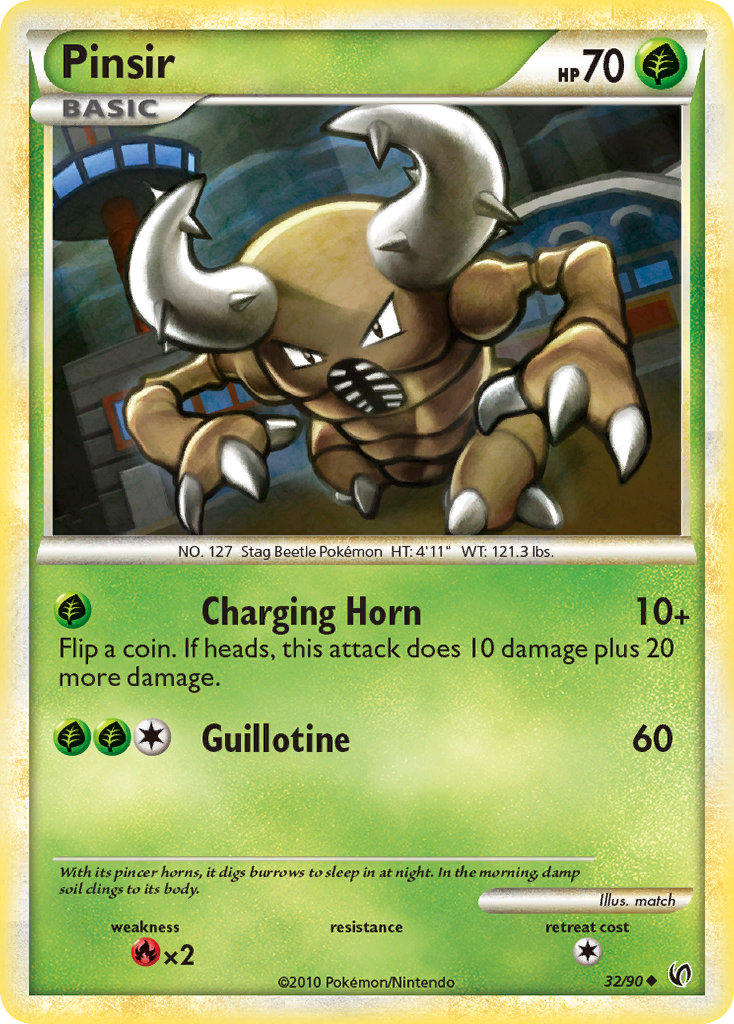 Pinsir
HP 70
BASIC
NO. 127 Stag Beetle Pokémon HT: 4'11" WT: 121.3 lbs.
Charging Horn 10+
Flip a coin. If heads, this attack does 10 damage plus 20
more damage.
Guillotine 60
With its pincer horns, it digs burrows to sleep in at night. In the morning, damp
soil clings to its body.
Illus. match
weakness resistance retreat cost
×2
©2010 Pokémon/Nintendo
32/90